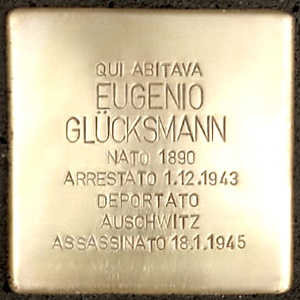 QUI ABITAVA
EUGENIO
GLÜCKSMANN
NATO 1890
ARRESTATO 1.12.1943
DEPORTATO
AUSCHWITZ
ASSASSINATO 18.1.1945